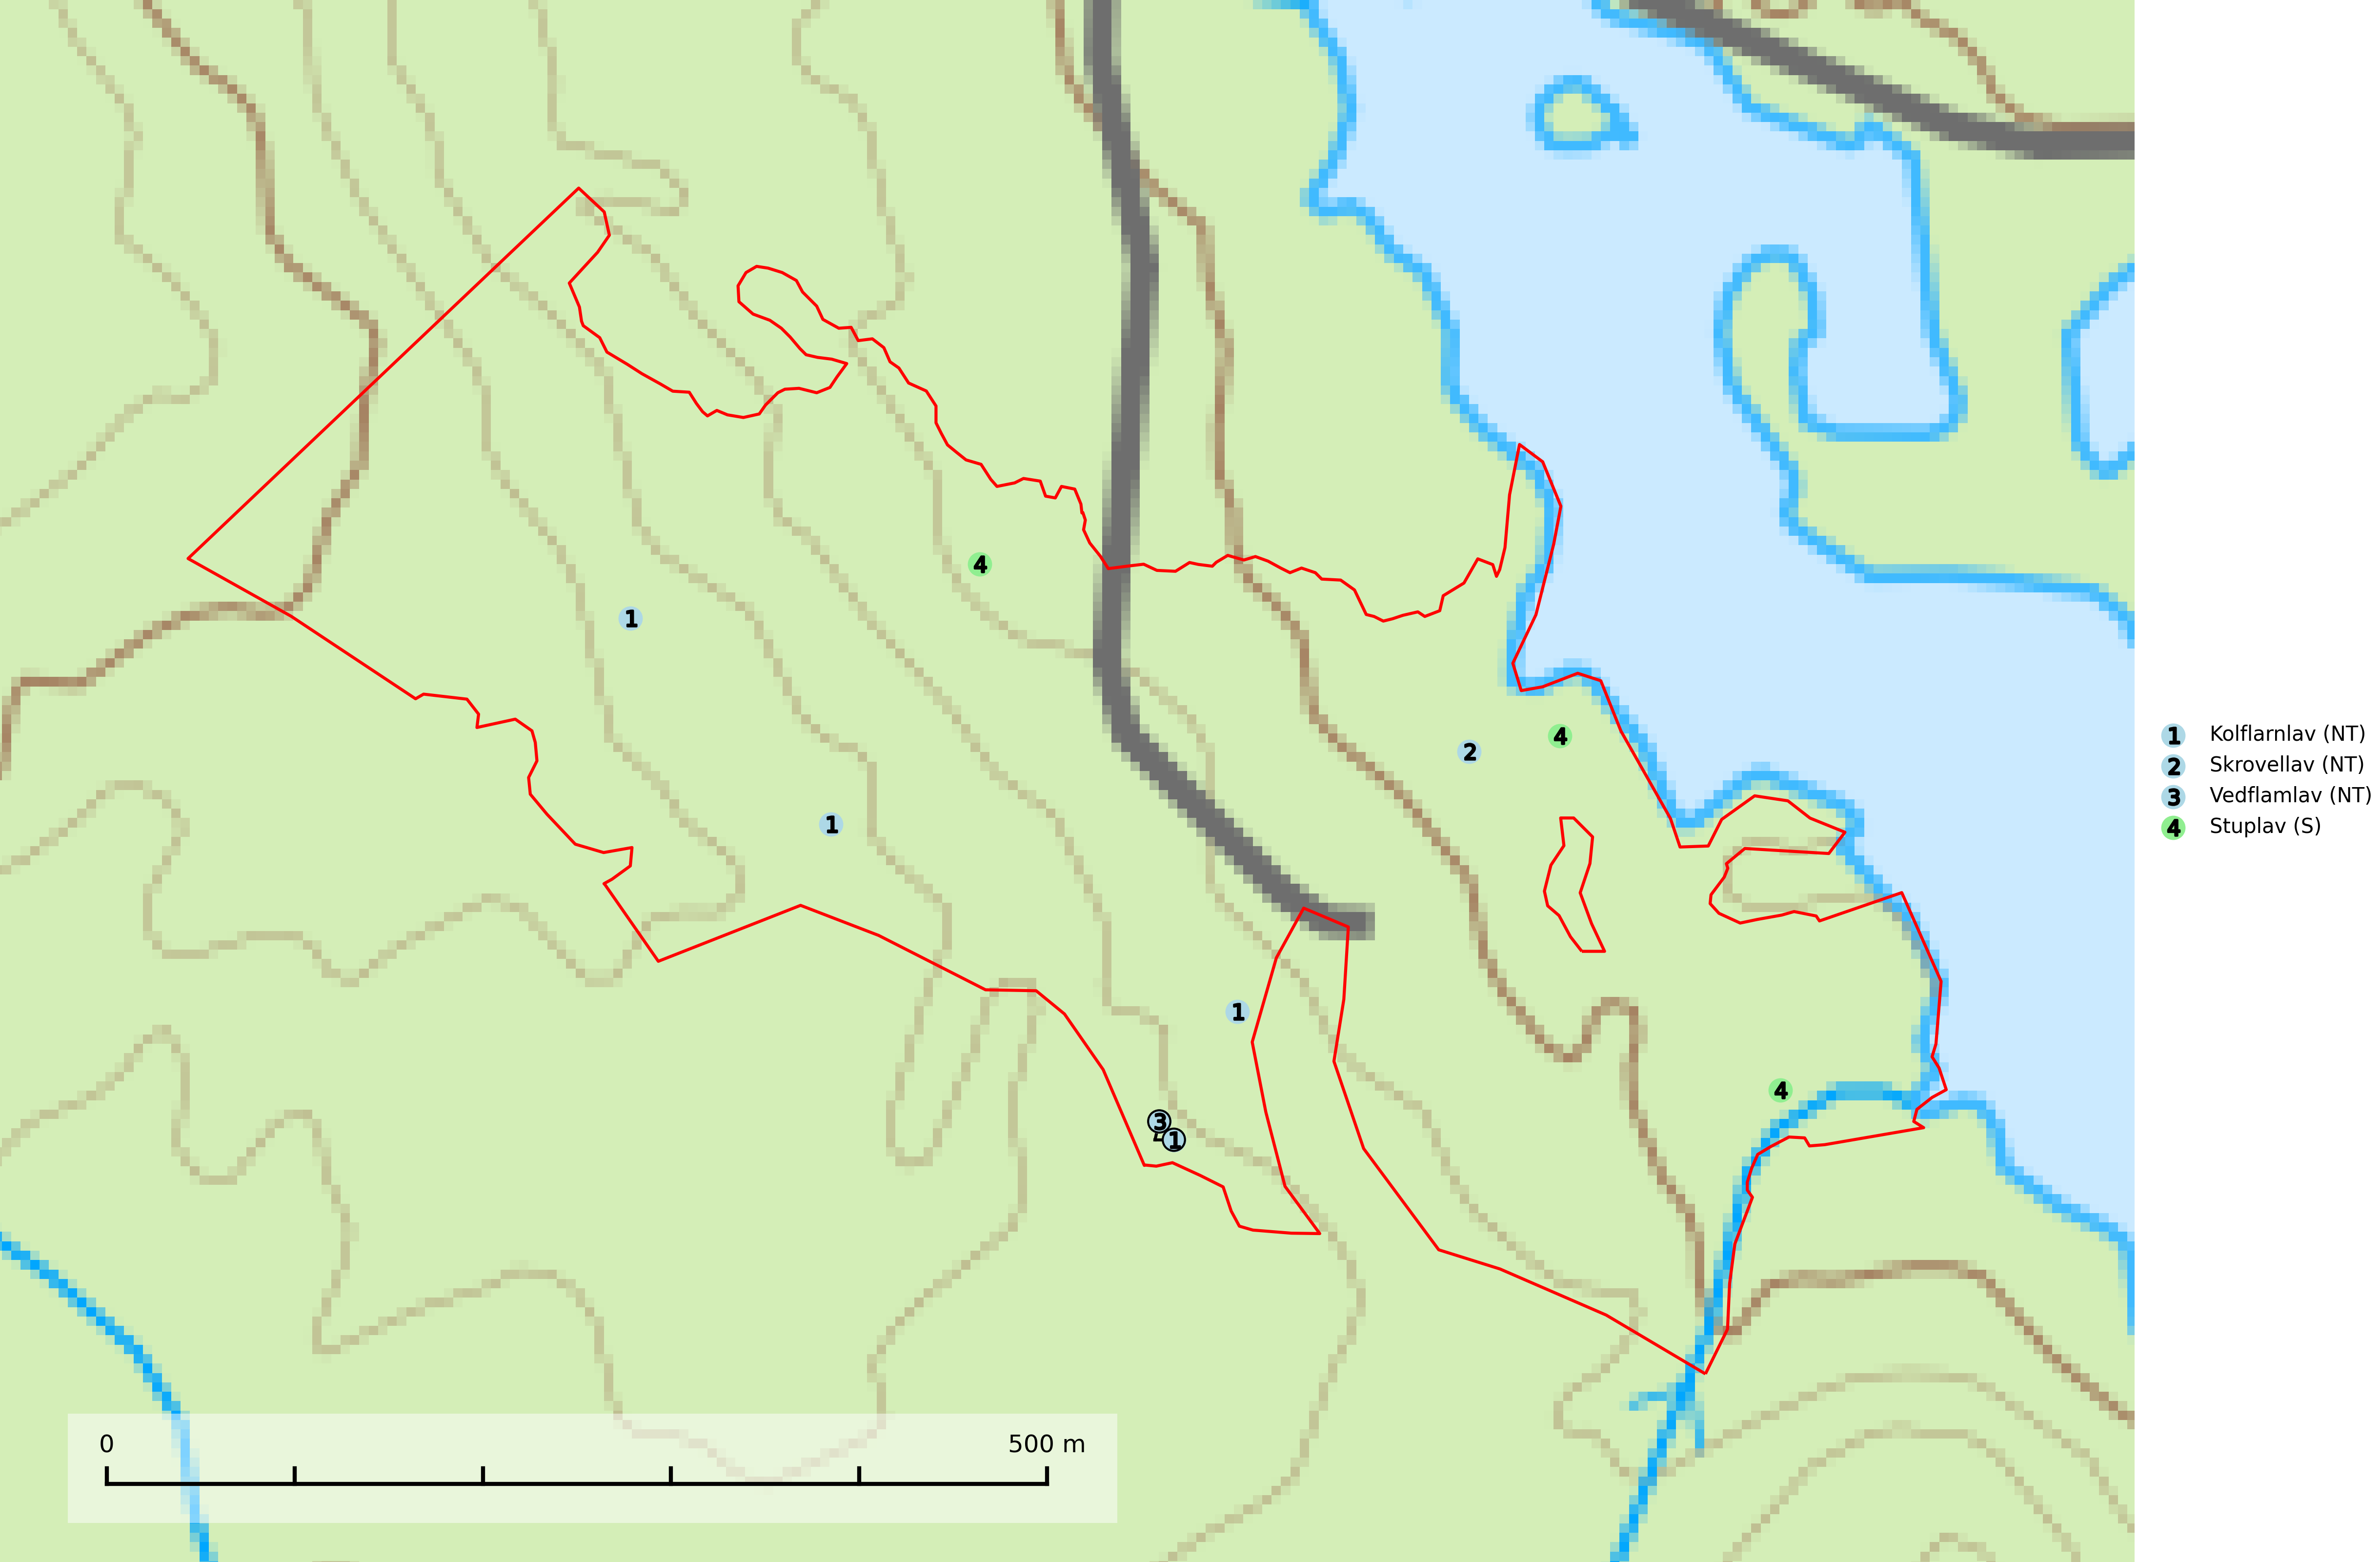 4
1
2
4
1
1
4
3
1
0
500 m
1 Kolflarnlav (NT)
2 Skrovellav (NT)
3 Vedflamlav (NT)
4 Stuplav (S)